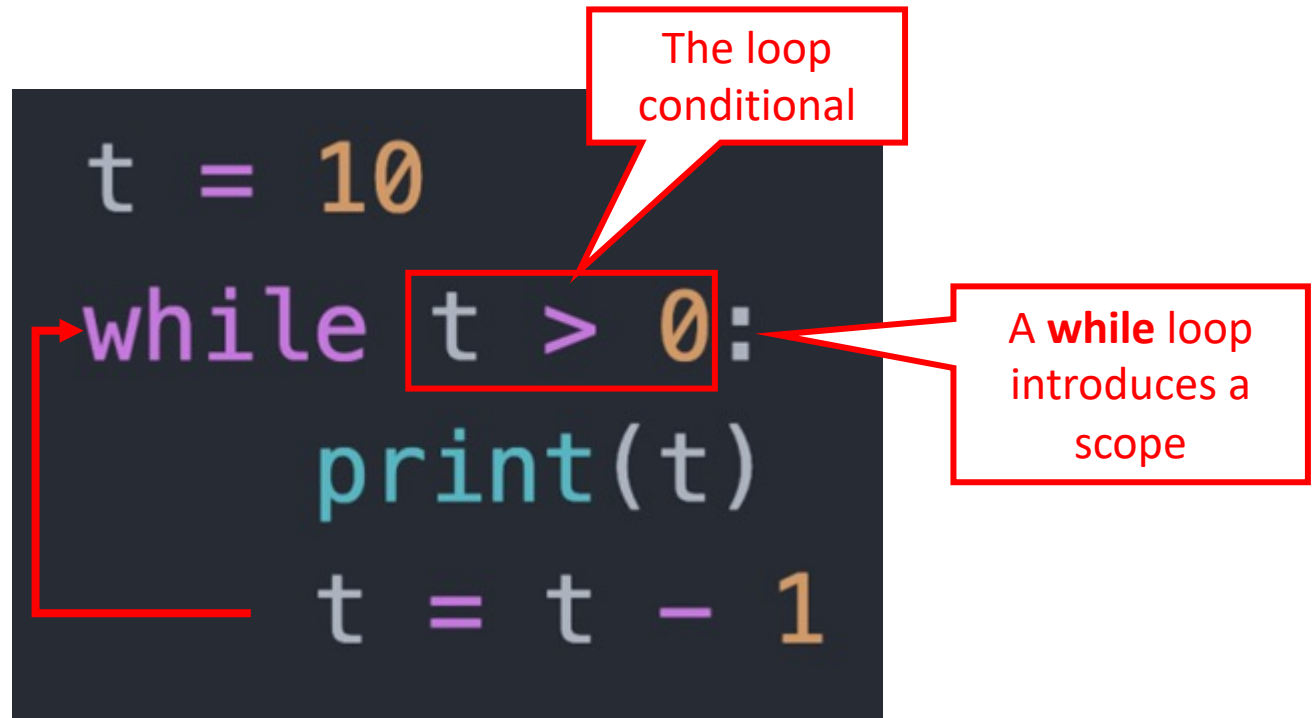 The loop
conditional
t = 10
while t > 0:
print(t)
t = t - 1
A while loop
introduces a
scope